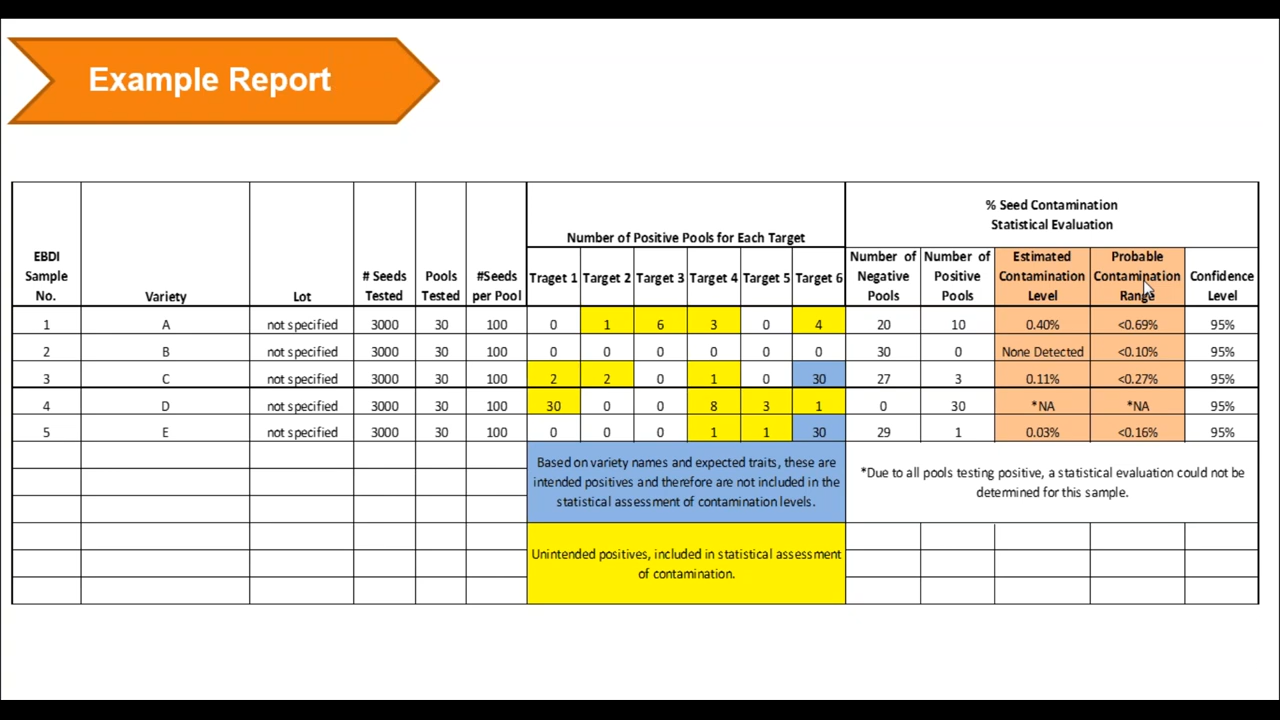 Example Report
% Seed Contamination
Statistical Evaluation
Number of Positive Pools for Each Target
EBDI Sample No. Variety Lot # Seeds Tested Pools Tested #Seeds per Pool Traget 1 Target 2 Target 3 Target 4 Target 5 Target 6 Number of Negative Pools Number of Positive Pools Estimated Contamination Level Probable Contamination Range Confidence Level
1 A not specified 3000 30 100 0 1 6 3 0 4 20 10 0.40% <0.69% 95%
2 B not specified 3000 30 100 0 0 0 0 0 0 30 0 None Detected <0.10% 95%
3 C not specified 3000 30 100 2 2 0 1 0 30 27 3 0.11% <0.27% 95%
4 D not specified 3000 30 100 30 0 0 8 3 1 0 30 *NA *NA 95%
5 E not specified 3000 30 100 0 0 0 1 1 30 29 1 0.03% <0.16% 95%
Based on variety names and expected traits, these are
intended positives and therefore are not included in the
statistical assessment of contamination levels.
*Due to all pools testing positive, a statistical evaluation could not be
determined for this sample.
Unintended positives, included in statistical assessment
of contamination.